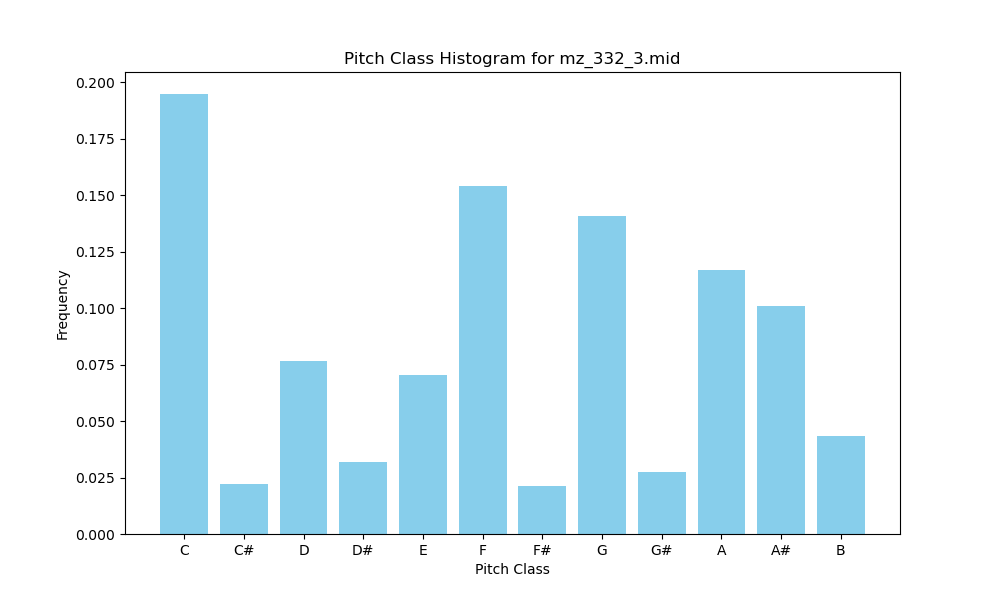 Pitch Class Histogram for mz_332_3.mid
0.200
0.175
0.150
0.125
0.100
0.075
0.050
0.025
0.000
Frequency
C C# D D# E F F# G G# A A# B
Pitch Class